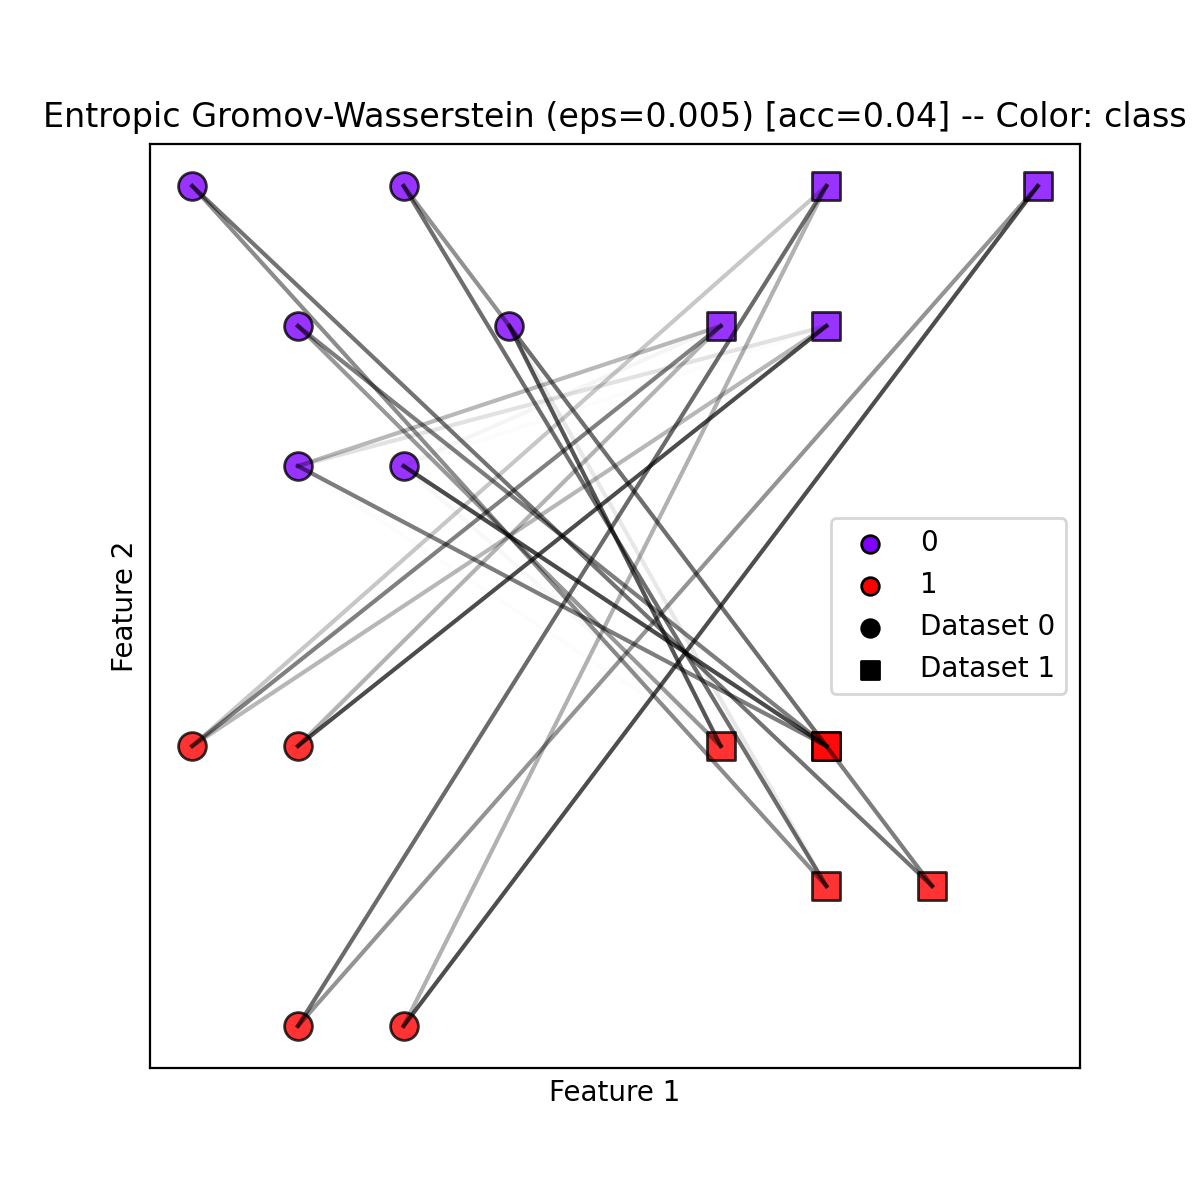 Entropic Gromov-Wasserstein (eps=0.005) [acc=0.04] -- Color: class
Feature 2
0
1
Dataset 0
Dataset 1
Feature 1